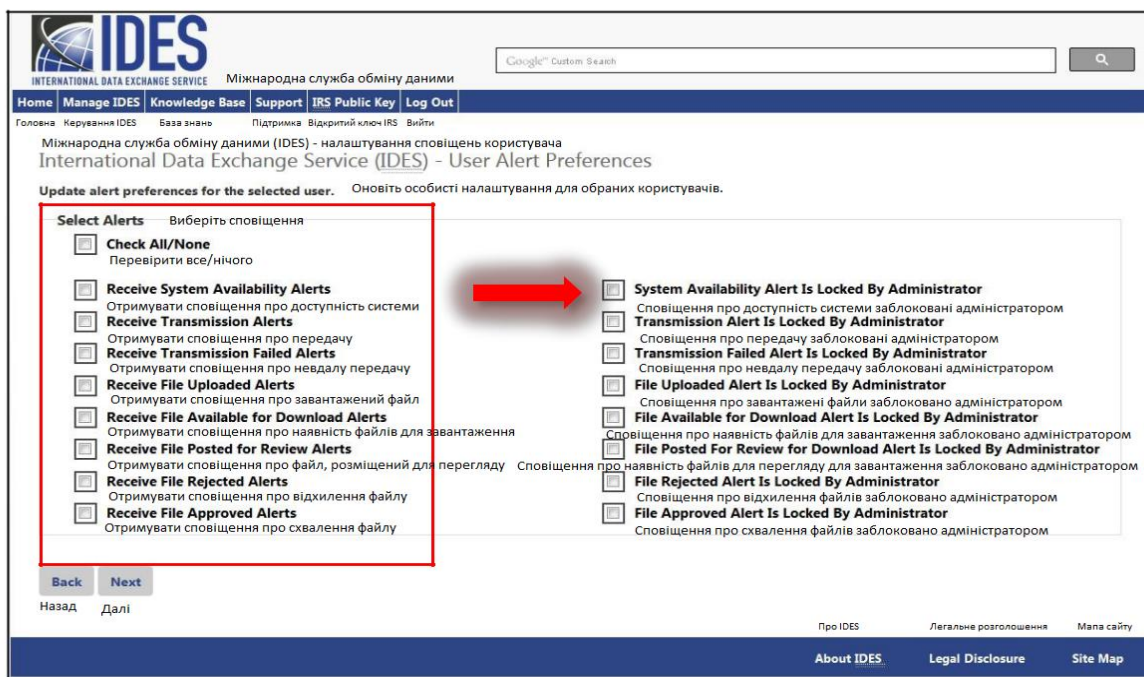 IDES
INTERNATIONAL DATA EXCHANGE SERVICE Міжнародна служба обміну даними
Google™ Custom Search
Home Manage IDES Knowledge Base Support IRS Public Key Log Out
Головна Керування IDES База знань Підтримка Відкритий ключ IRS Вийти
Міжнародна служба обміну даними (IDES) - налаштування сповіщень користувача
International Data Exchange Service (IDES) - User Alert Preferences
Update alert preferences for the selected user. Оновіть особисті налаштування для обраних користувачів.
Select Alerts Виберіть сповіщення
Check All/None
Перевірити все/нічого
Receive System Availability Alerts System Availability Alert Is Locked By Administrator
Отримувати сповіщення про доступність системи Сповіщення про доступність системи заблоковані адміністратором
Receive Transmission Alerts Transmission Alert Is Locked By Administrator
Отримувати сповіщення про передачу Сповіщення про передачу заблоковані адміністратором
Receive Transmission Failed Alerts Transmission Failed Alert Is Locked By Administrator
Отримувати сповіщення про невдалу передачу Сповіщення про невдалу передачу заблоковані адміністратором
Receive File Uploaded Alerts File Uploaded Alert Is Locked By Administrator
Отримувати сповіщення про завантажений файл Сповіщення про завантажені файли заблоковані адміністратором
Receive File Available for Download Alerts File Available for Download Alert Is Locked By Administrator
Отримувати сповіщення про наявність файлів для завантаження Сповіщення про наявність файлів для завантаження заблоковано адміністратором
Receive File Posted for Review Alerts File Posted For Review for Download Alert Is Locked By Administrator
Отримувати сповіщення про файл, розміщений для перегляду Сповіщення про наявність файлів для перегляду для завантаження заблоковано адміністратором
Receive File Rejected Alerts File Rejected Alert Is Locked By Administrator
Отримувати сповіщення про відхилення файлу Сповіщення про відхилення файлів заблоковано адміністратором
Receive File Approved Alerts File Approved Alert Is Locked By Administrator
Отримувати сповіщення про схвалення файлу Сповіщення про схвалення файлів заблоковано адміністратором
Back Next
Назад Далі
Про IDES Легальне розголошення Мапа сайту
About IDES Legal Disclosure Site Map